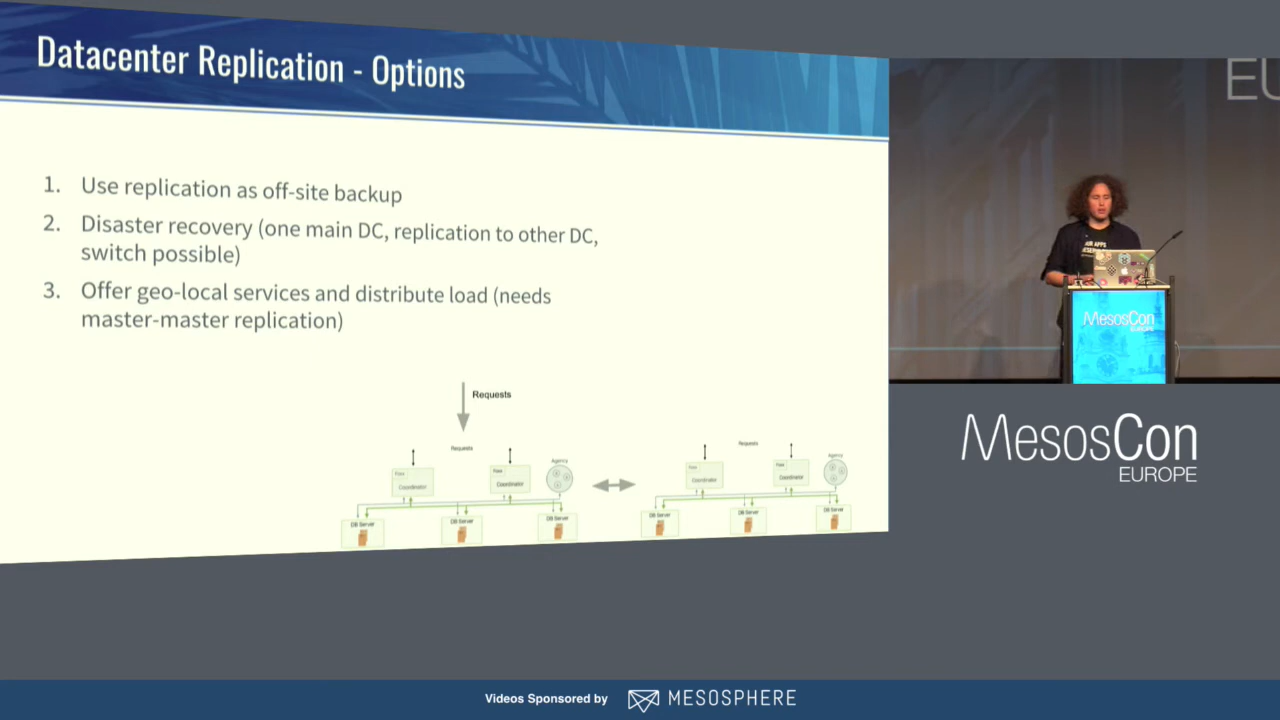 Datacenter Replication - Options
1. Use replication as off-site backup
2. Disaster recovery (one main DC, replication to other DC,
switch possible)
3. Offer geo-local services and distribute load (needs
master-master replication)
Requests
Requests
Agency
Coordinator
Coordinator
DB Server
DB Server
DB Server
Requests
Agency
Coordinator
Coordinator
DB Server
DB Server
DB Server
EU
MesosCon
EUROPE
MesosCon
EUROPE
Videos Sponsored by
MESOSPHERE